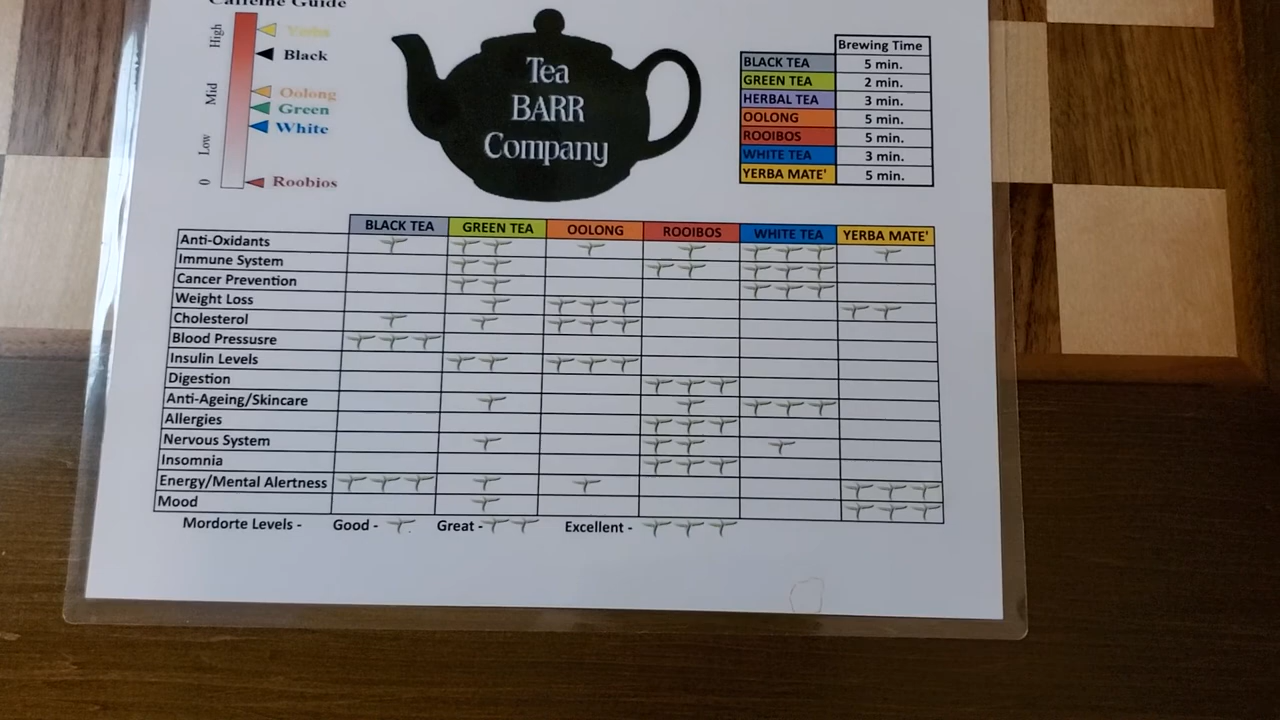 Caffeine Guide
High
Mid
Low
0
Yerba
Black
Oolong
Green
White
Roobios
Tea
BARR
Company
Brewing Time
BLACK TEA 5 min.
GREEN TEA 2 min.
HERBAL TEA 3 min.
OOLONG 5 min.
ROOIBOS 5 min.
WHITE TEA 3 min.
YERBA MATE' 5 min.
BLACK TEA GREEN TEA OOLONG ROOIBOS WHITE TEA YERBA MATE'
Anti-Oxidants
Immune System
Cancer Prevention
Weight Loss
Cholesterol
Blood Pressusre
Insulin Levels
Digestion
Anti-Ageing/Skincare
Allergies
Nervous System
Insomnia
Energy/Mental Alertness
Mood
Mordorte Levels - Good - Great - Excellent -